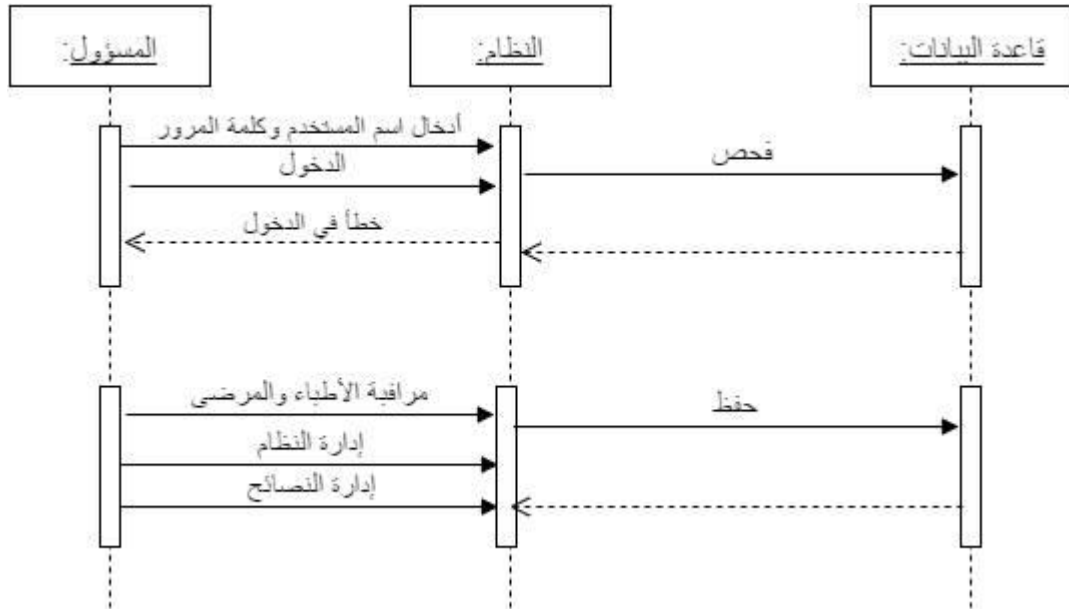 المسؤول:
النظام:
قاعدة البيانات:
أدخال اسم المستخدم وكلمة المرور
فحص
الدخول
خطأ في الدخول
مراقبة الأطباء والمرضى
حفظ
إدارة النظام
إدارة النصائح